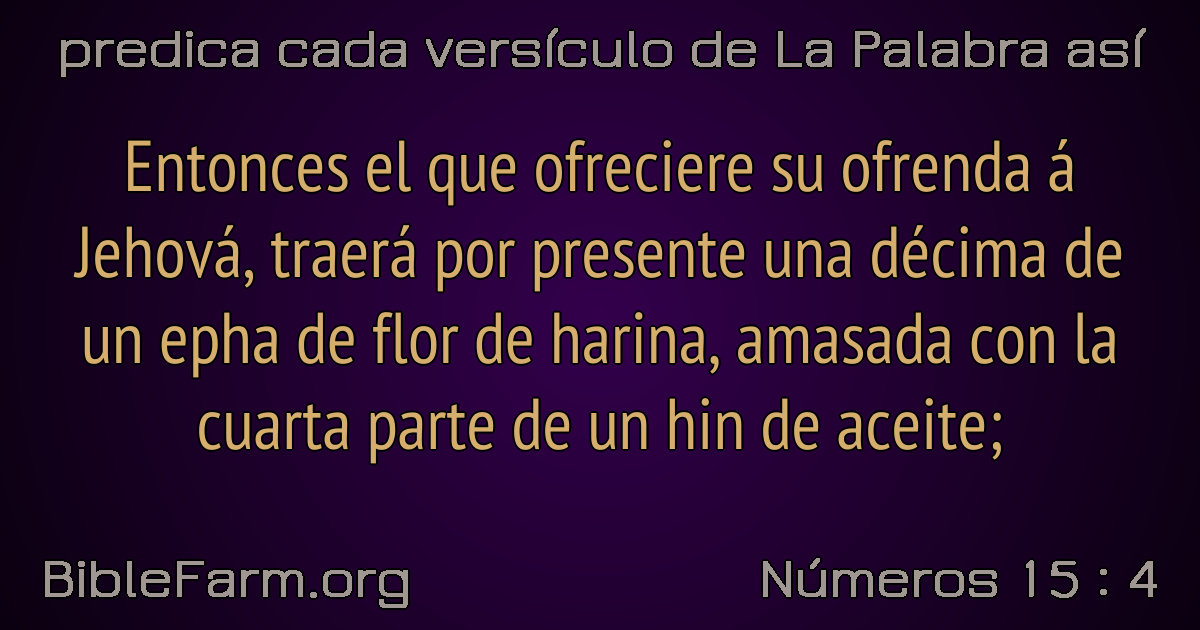 predica cada versículo de La Palabra así
Entonces el que ofreciere su ofrenda á
Jehová, traerá por presente una décima de
un epha de flor de harina, amasada con la
cuarta parte de un hin de aceite;
BibleFarm.org
Números 15 : 4